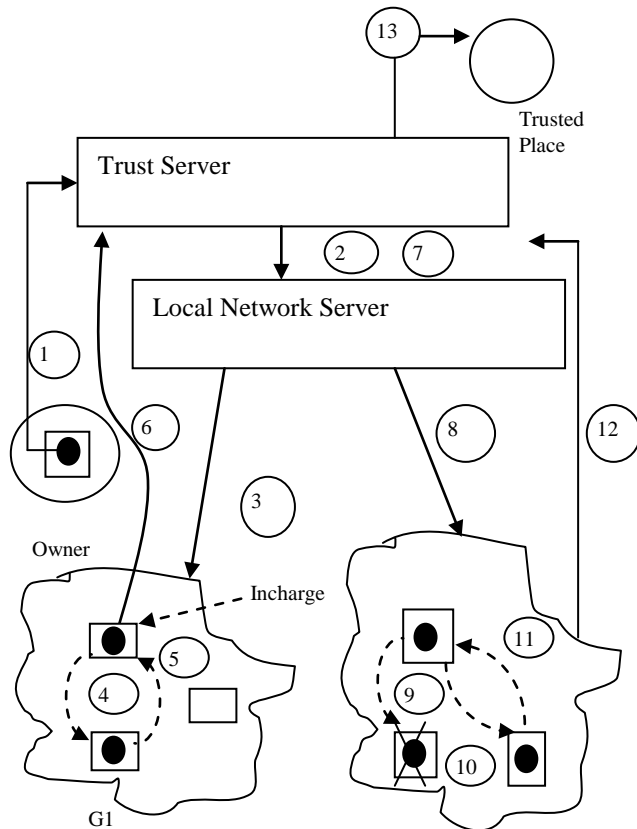 13
Trusted
Place
Trust Server
2
7
Local Network Server
1
6
8
12
3
Owner
Incharge
11
5
4
9
10
G1